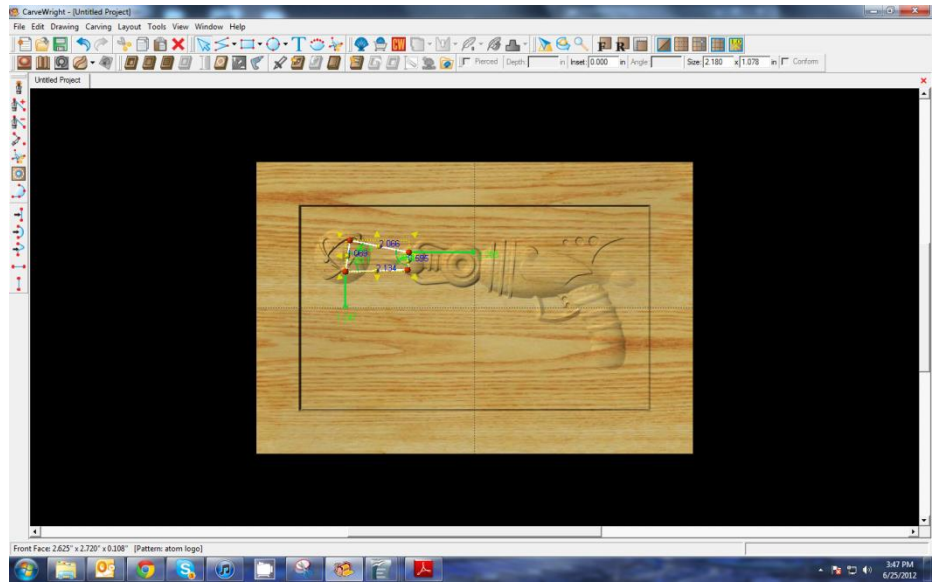 CarveWright - [Untitled Project]
File Edit Drawing Carving Layout Tools View Window Help
CW
F R
Pierced Depth in Inset: 0.000 in Angle Size: 2.180 x 1.078 in Conform
Untitled Project
2.066
2.134
Front Face: 2.625" x 2.720" x 0.108" [Pattern: atom logo]
3:47 PM
6/25/2012